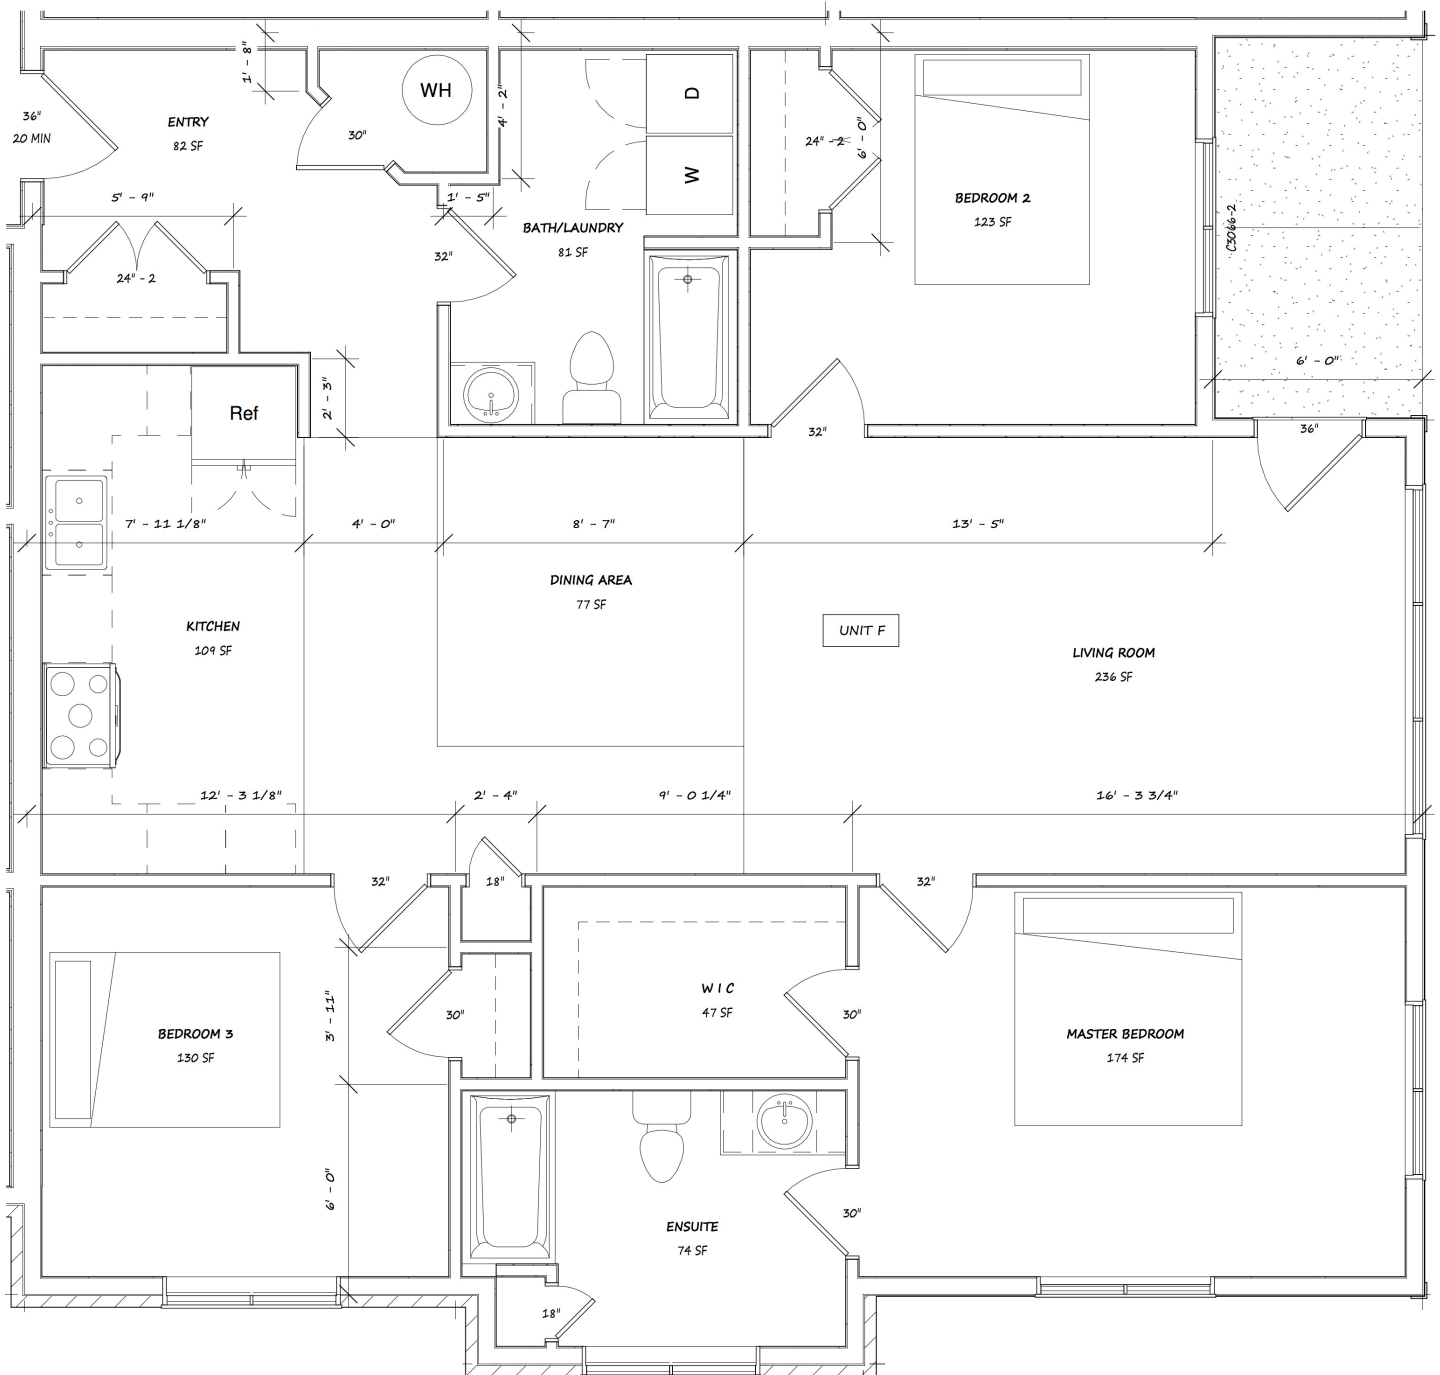 1' - 8"
WH
36"
20 MIN
ENTRY
82 SF
30"
4' - 2"
D
W
24" - 2
6' - 0"
BEDROOM 2
123 SF
5' - 9"
1' - 5"
BATH/LAUNDRY
81 SF
C3066-2
24" - 2
32"
2' - 3"
Ref
6' - 0"
32"
36"
7' - 11 1/8"
4' - 0"
8' - 7"
13' - 5"
DINING AREA
77 SF
KITCHEN
109 SF
UNIT F
LIVING ROOM
236 SF
12' - 3 1/8"
2' - 4"
9' - 0 1/4"
16' - 3 3/4"
32"
18"
32"
3' - 11"
30"
W I C
47 SF
30"
BEDROOM 3
130 SF
MASTER BEDROOM
174 SF
6' - 0"
ENSUITE
74 SF
30"
18"